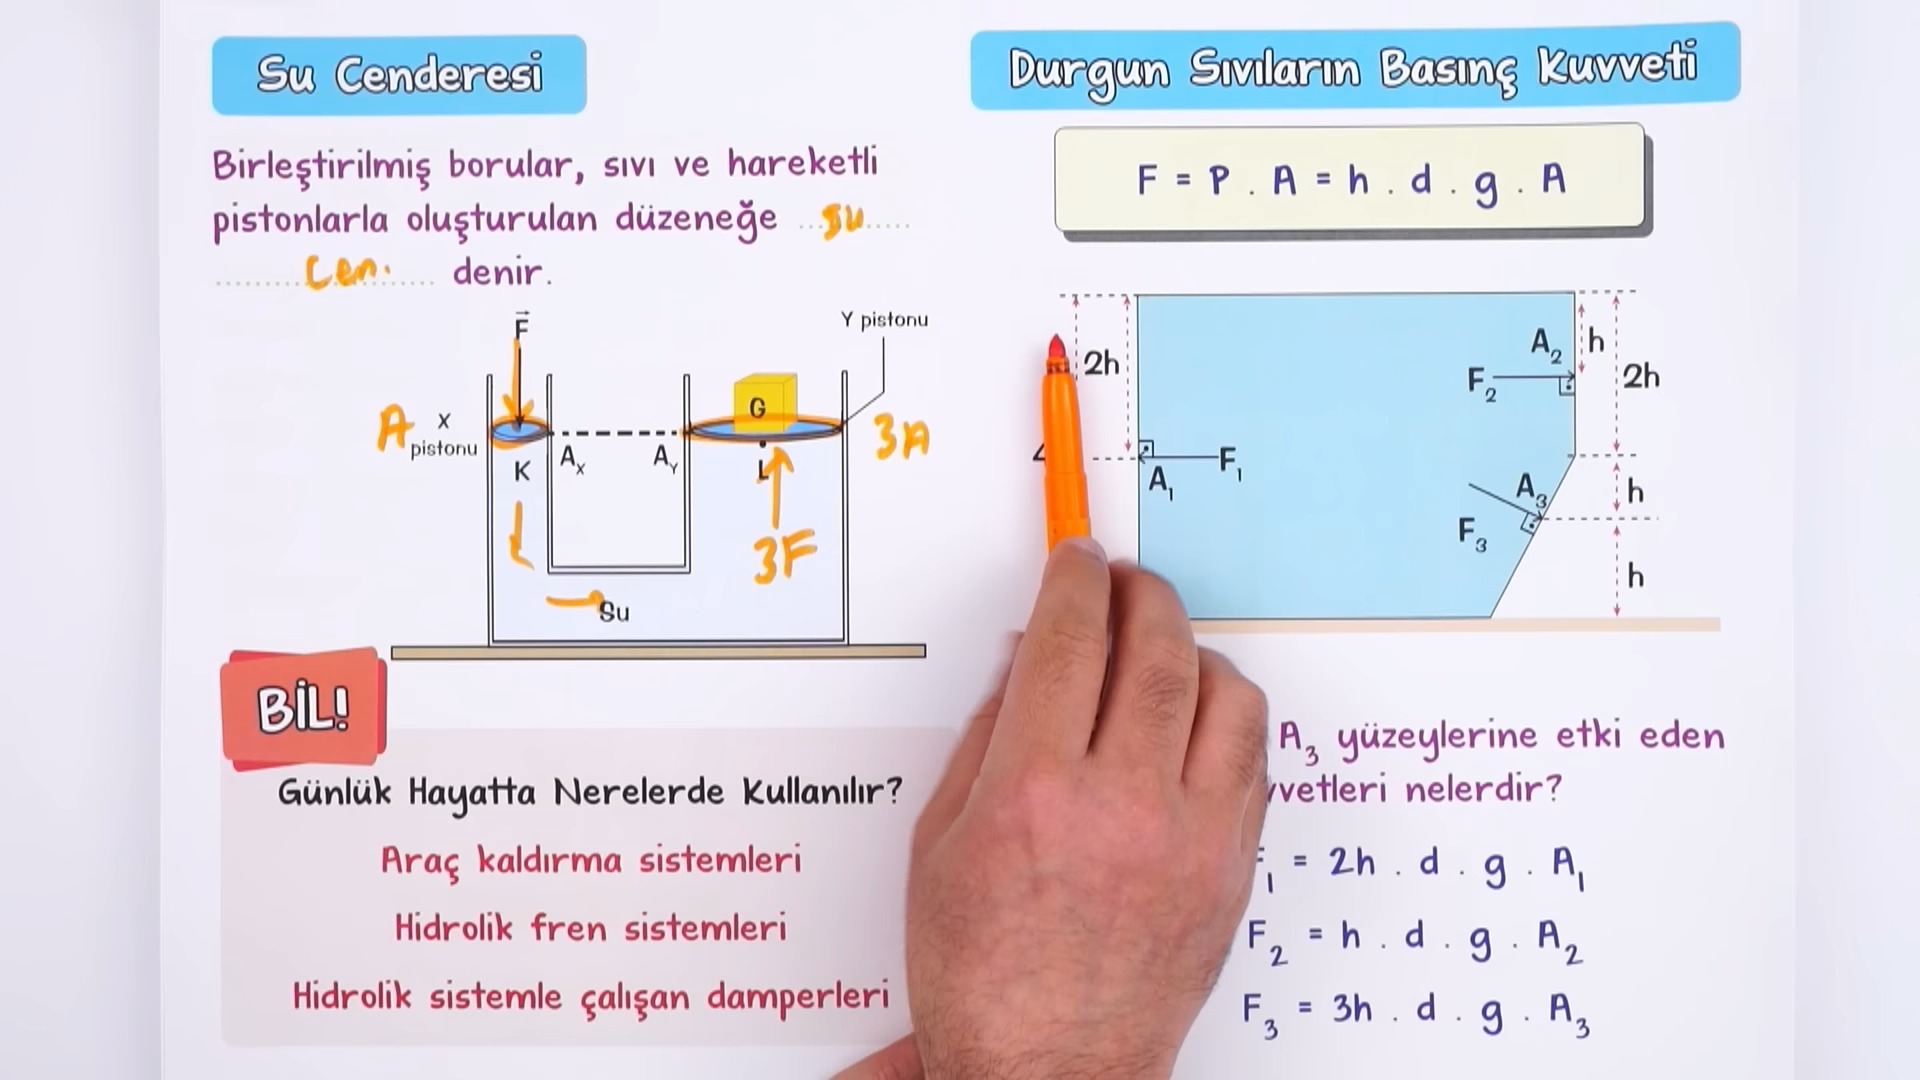 Su Cenderesi
Birleştirilmiş borular, sıvı ve hareketli
pistonlarla oluşturulan düzeneğe su
cen. denir.
F
Y pistonu
G
A
X
pistonu
3A
K
Ax
AY
L
3F
Su
BİL!
Günlük Hayatta Nerelerde Kullanılır?
Araç kaldırma sistemleri
Hidrolik fren sistemleri
Hidrolik sistemle çalışan damperleri
Durgun Sıvıların Basınç Kuvveti
F = P . A = h . d . g . A
2h
A2
h
F2
2h
F1
A1
A3
h
F3
h
A3 yüzeylerine etki eden
vetleri nelerdir?
F1 = 2h . d . g . A1
F2 = h . d . g . A2
F3 = 3h . d . g . A3